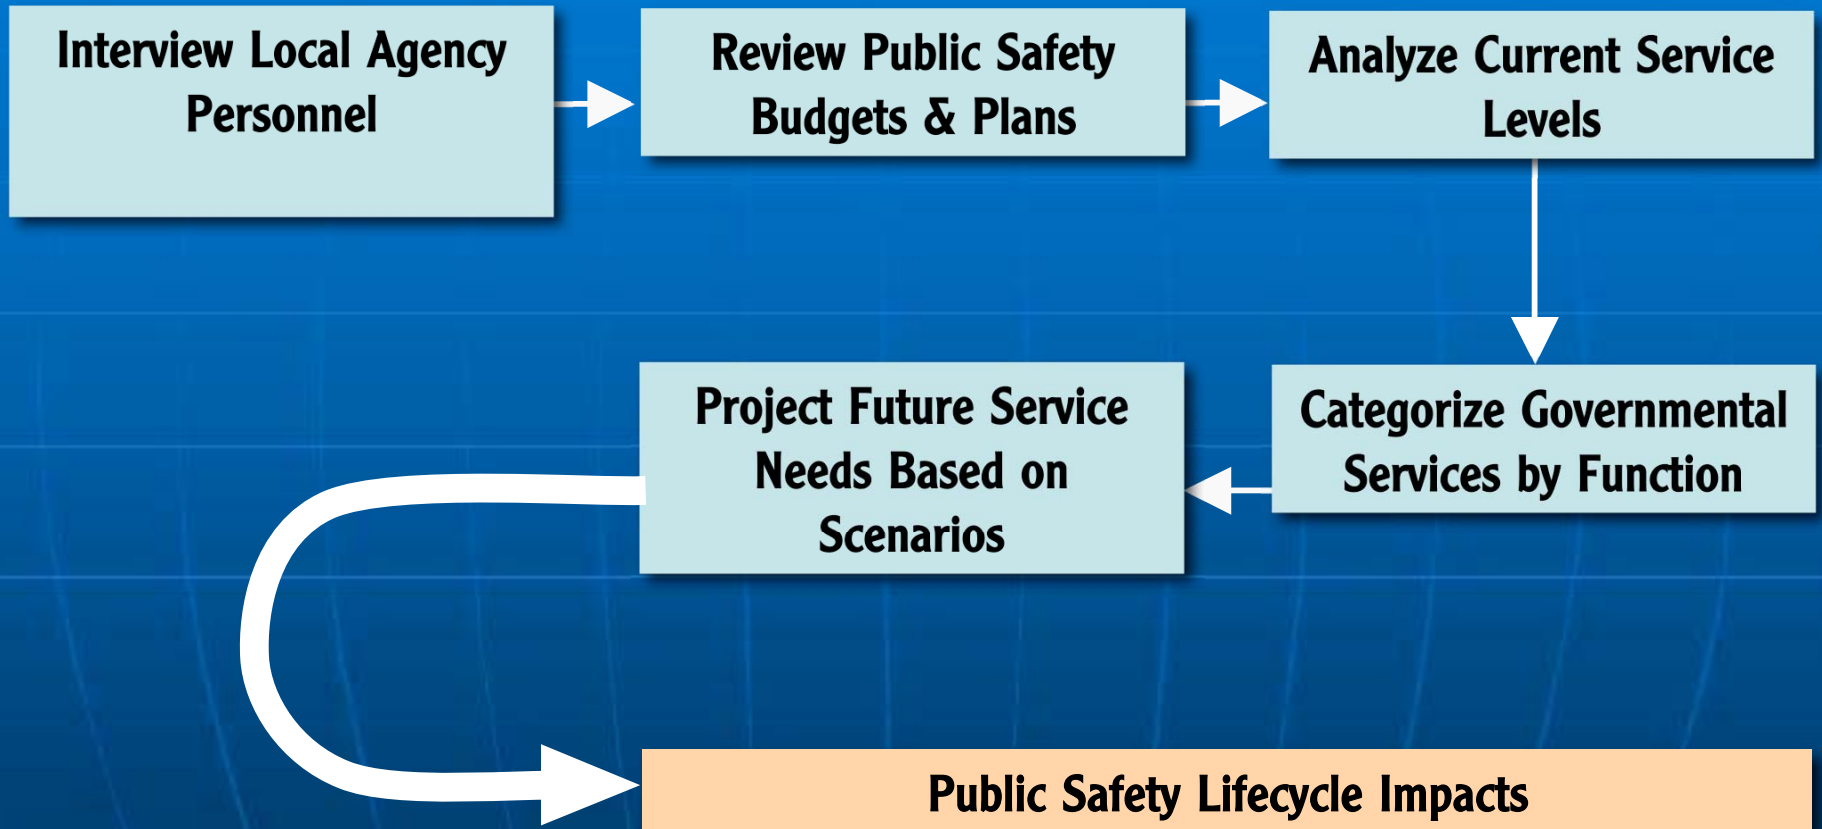 Interview Local Agency
Personnel
Review Public Safety
Budgets & Plans
Analyze Current Service
Levels
Categorize Governmental
Services by Function
Project Future Service
Needs Based on
Scenarios
Public Safety Lifecycle Impacts